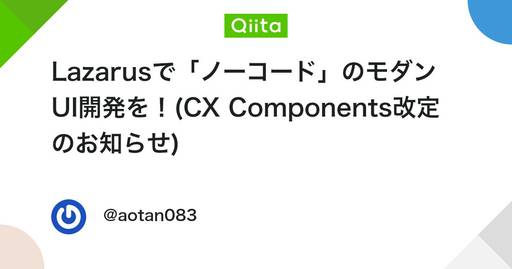 Qiita
Lazarusで「ノーコード」のモダン
UI開発を！(CX Components改定
のお知らせ)
@aotan083